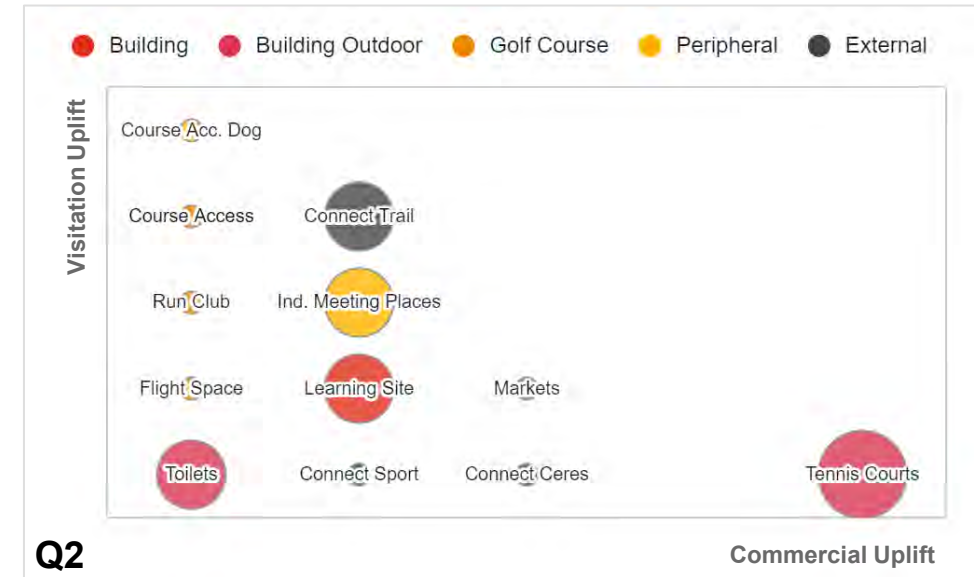 Building Building Outdoor Golf Course Peripheral External
Visitation Uplift
Course Acc. Dog
Course Access Connect Trail
Run Club Ind. Meeting Places
Flight Space Learning Site Markets
Toilets Connect Sport Connect Ceres Tennis Courts
Q2 Commercial Uplift